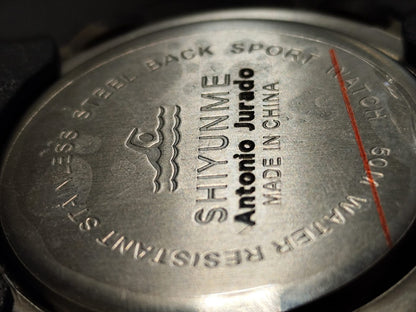 STAINLESS STEEL BACK SPORT WATCH 50M WATER RESISTANT
SHIYUNME
Antonio Jurado
MADE IN CHINA